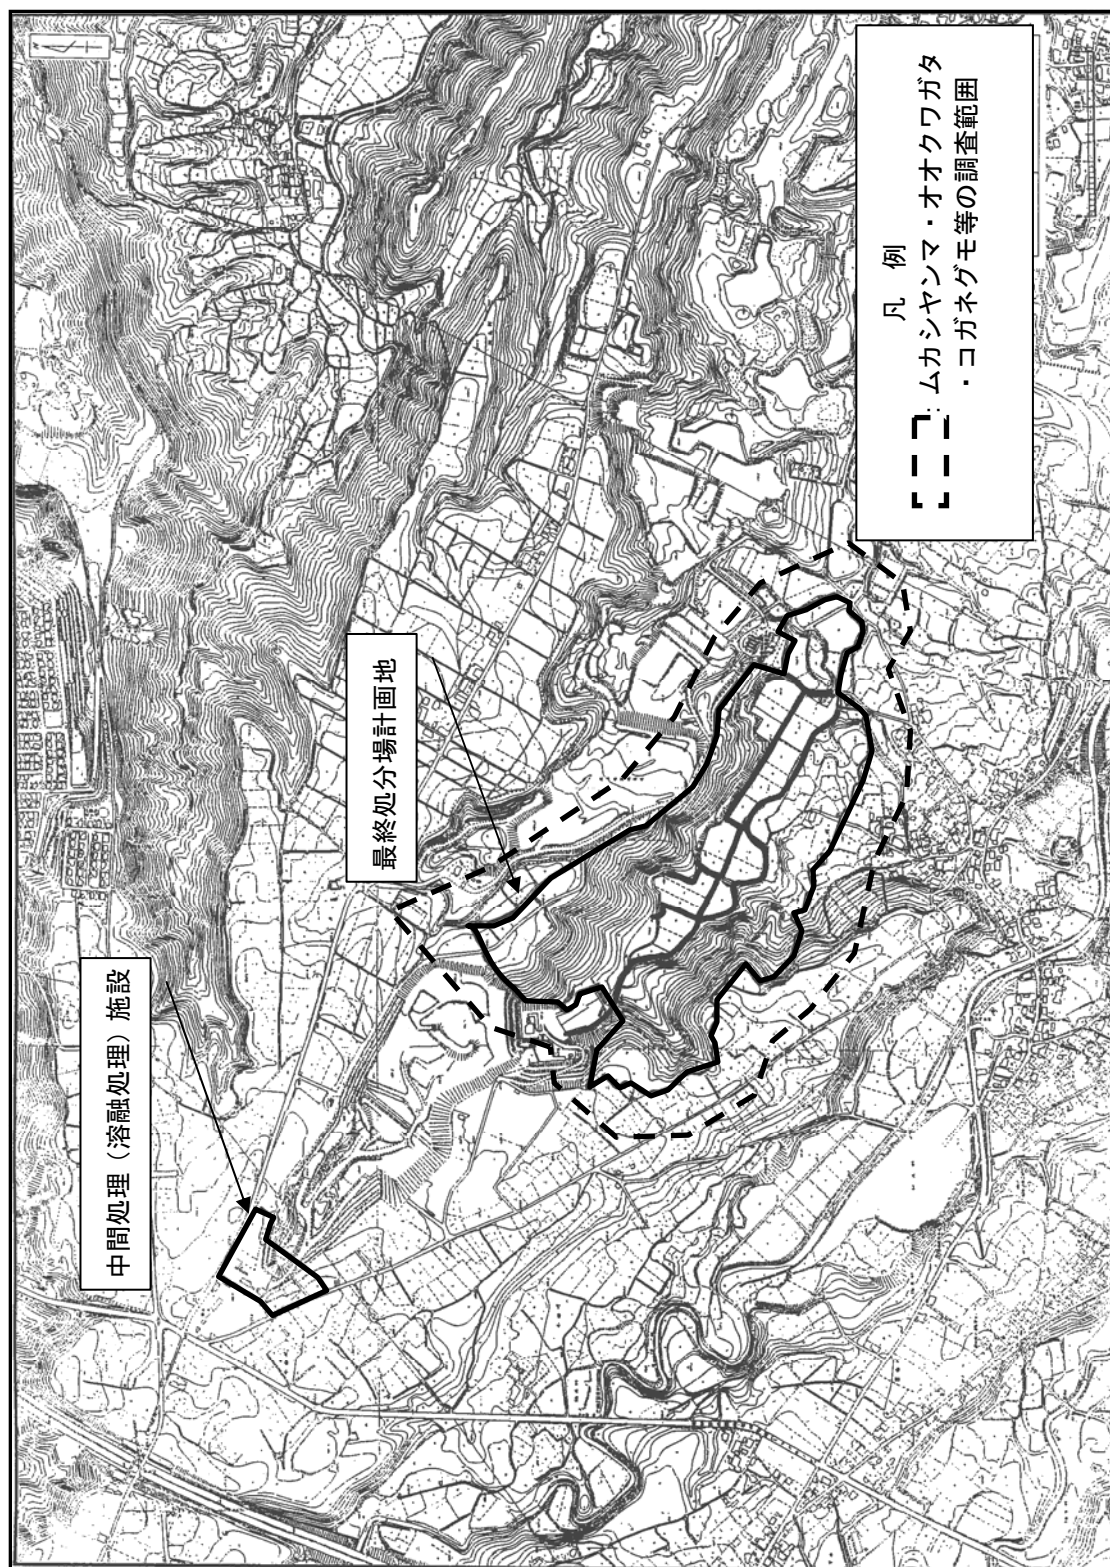 中間処理（溶融処理）施設
最終処分場計画地
凡 例
: ムカシヤンマ・オオクワガタ
・コガネグモ等の調査範囲